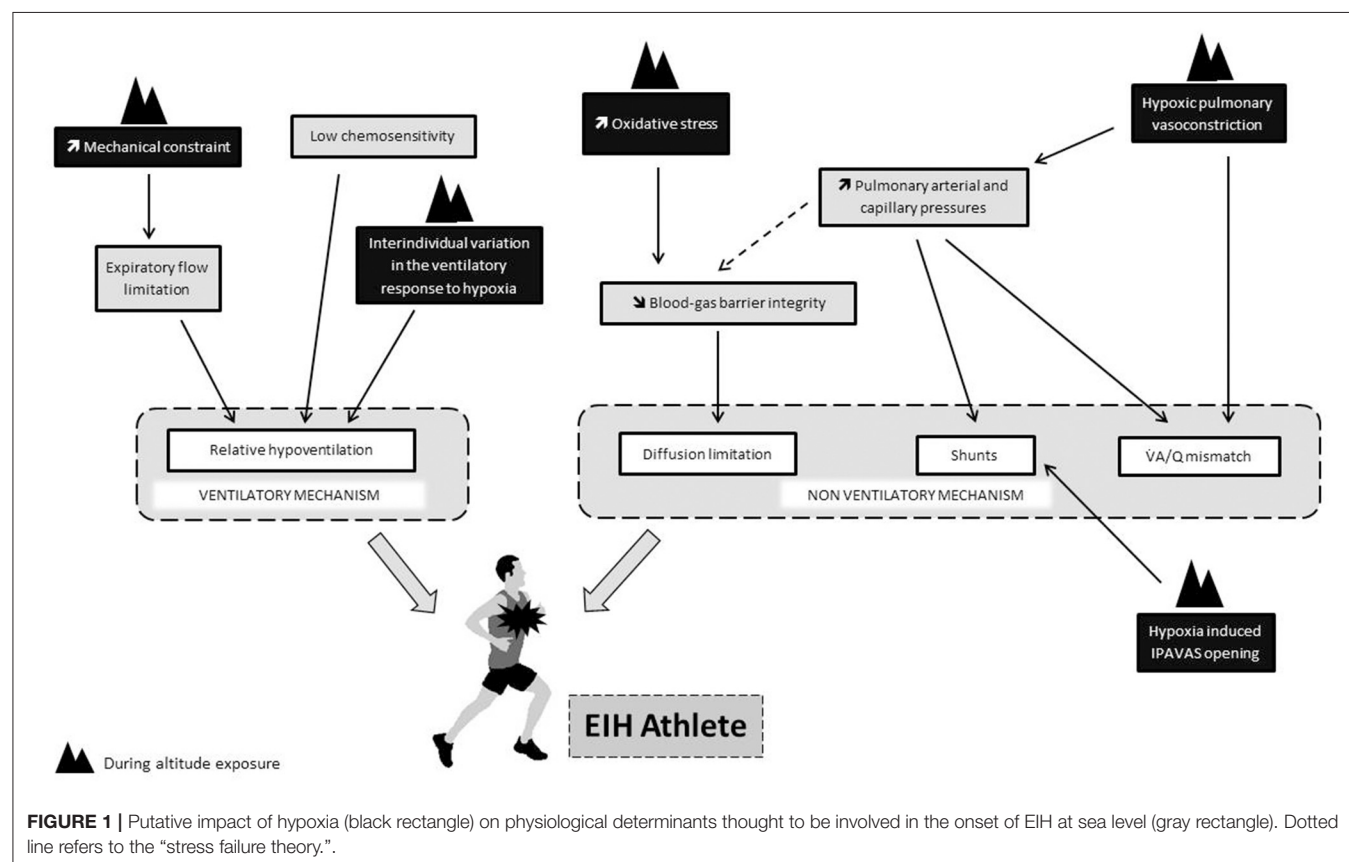 ↗ Mechanical constraint
Low chemosensitivity
↗ Oxidative stress
Hypoxic pulmonary
vasoconstriction
↗ Pulmonary arterial and
capillary pressures
Expiratory flow
limitation
Interindividual variation
in the ventilatory
response to hypoxia
↘ Blood-gas barrier integrity
Relative hypoventilation
VENTILATORY MECHANISM
Diffusion limitation
Shunts
V̇A/Q mismatch
NON VENTILATORY MECHANISM
Hypoxia induced
IPAVAS opening
EIH Athlete
During altitude exposure
FIGURE 1 | Putative impact of hypoxia (black rectangle) on physiological determinants thought to be involved in the onset of EIH at sea level (gray rectangle). Dotted
line refers to the “stress failure theory.”.